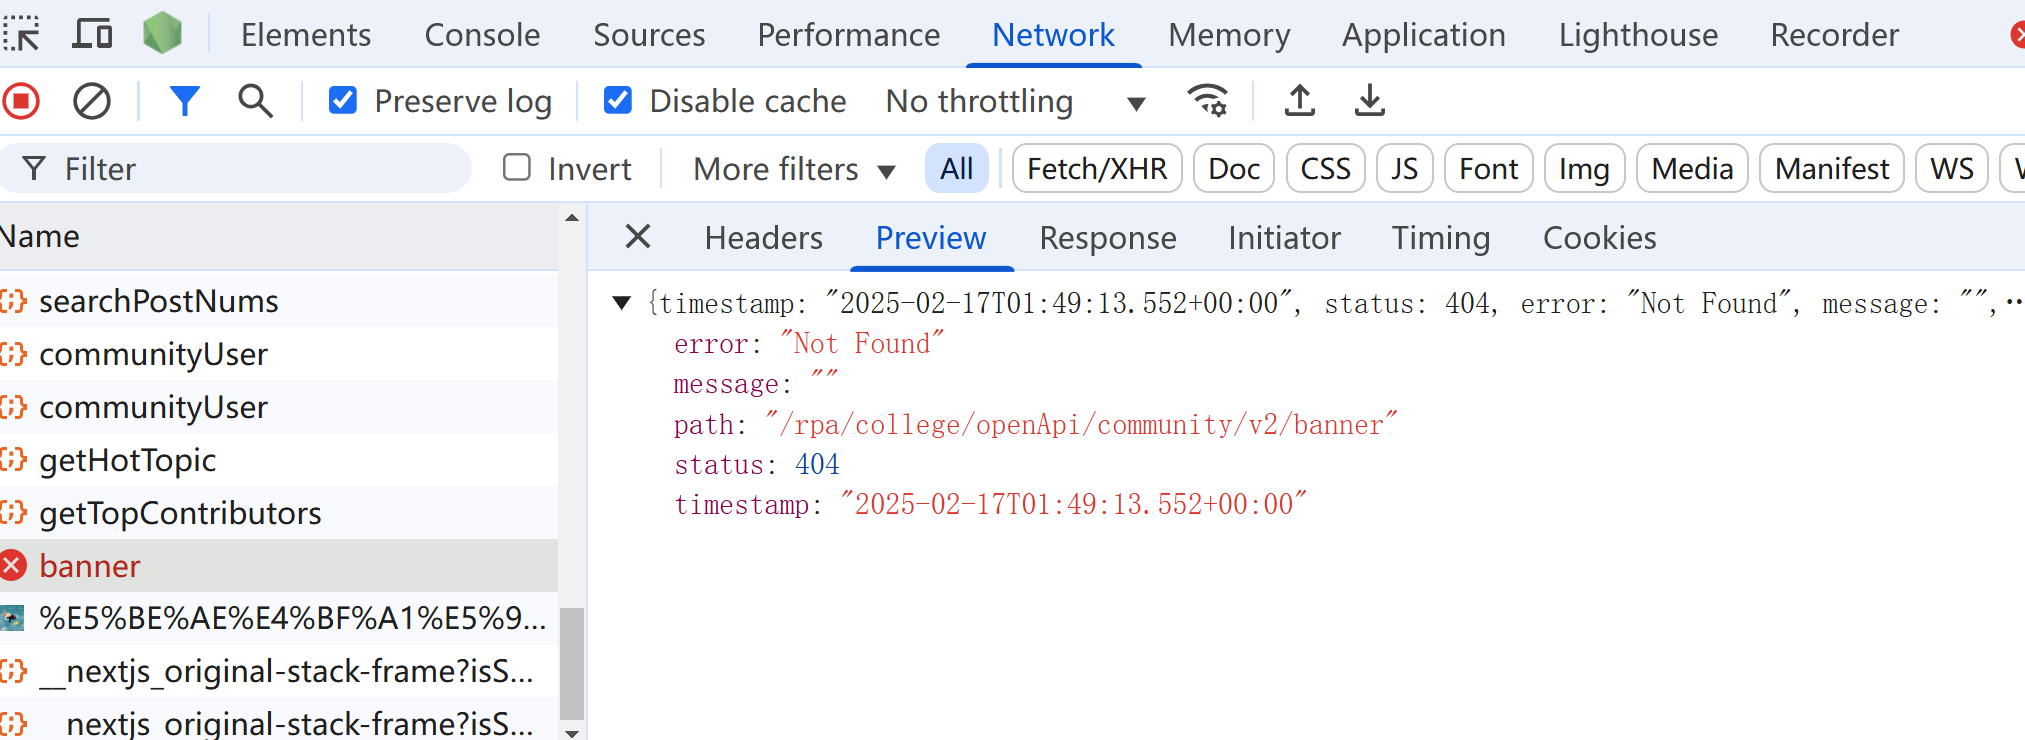 Elements Console Sources Performance Network Memory Application Lighthouse Recorder
Preserve log Disable cache No throttling
Filter Invert More filters All Fetch/XHR Doc CSS JS Font Img Media Manifest WS
Name
Headers Preview Response Initiator Timing Cookies
searchPostNums
communityUser
communityUser
getHotTopic
getTopContributors
banner
%E5%BE%AE%E4%BF%A1%E5%9...
__nextjs_original-stack-frame?isS...
__nextjs_original-stack-frame?isS...
{timestamp: "2025-02-17T01:49:13.552+00:00", status: 404, error: "Not Found", message: "",…
error: "Not Found"
message: ""
path: "/rpa/college/openApi/community/v2/banner"
status: 404
timestamp: "2025-02-17T01:49:13.552+00:00"